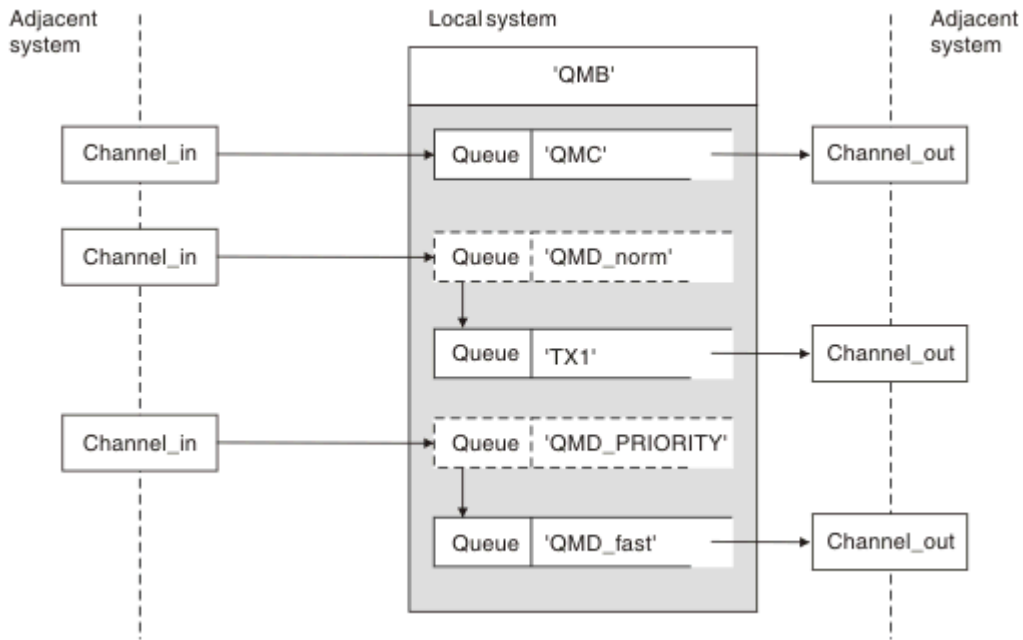 Adjacent
system
Local system
Adjacent
system
'QMB'
Channel_in
Queue 'QMC'
Channel_out
Channel_in
Queue 'QMD_norm'
Queue 'TX1'
Channel_out
Channel_in
Queue 'QMD_PRIORITY'
Queue 'QMD_fast'
Channel_out